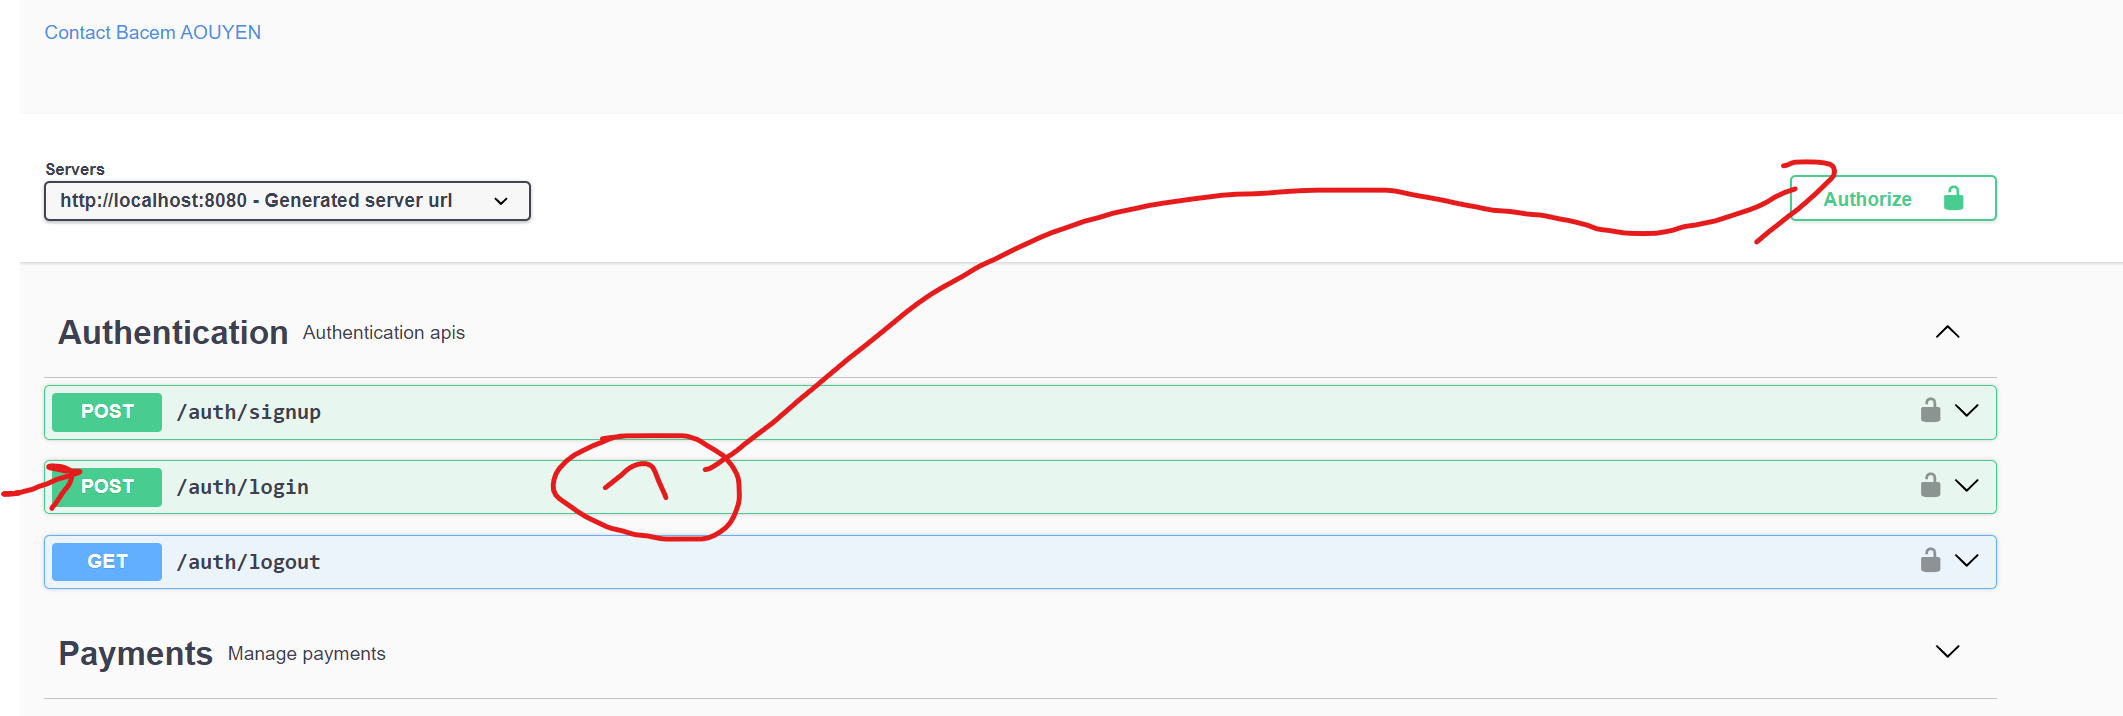 Contact Bacem AOUYEN
Servers
http://localhost:8080 - Generated server url
Authorize
Authentication Authentication apis
POST /auth/signup
POST /auth/login
GET /auth/logout
Payments Manage payments